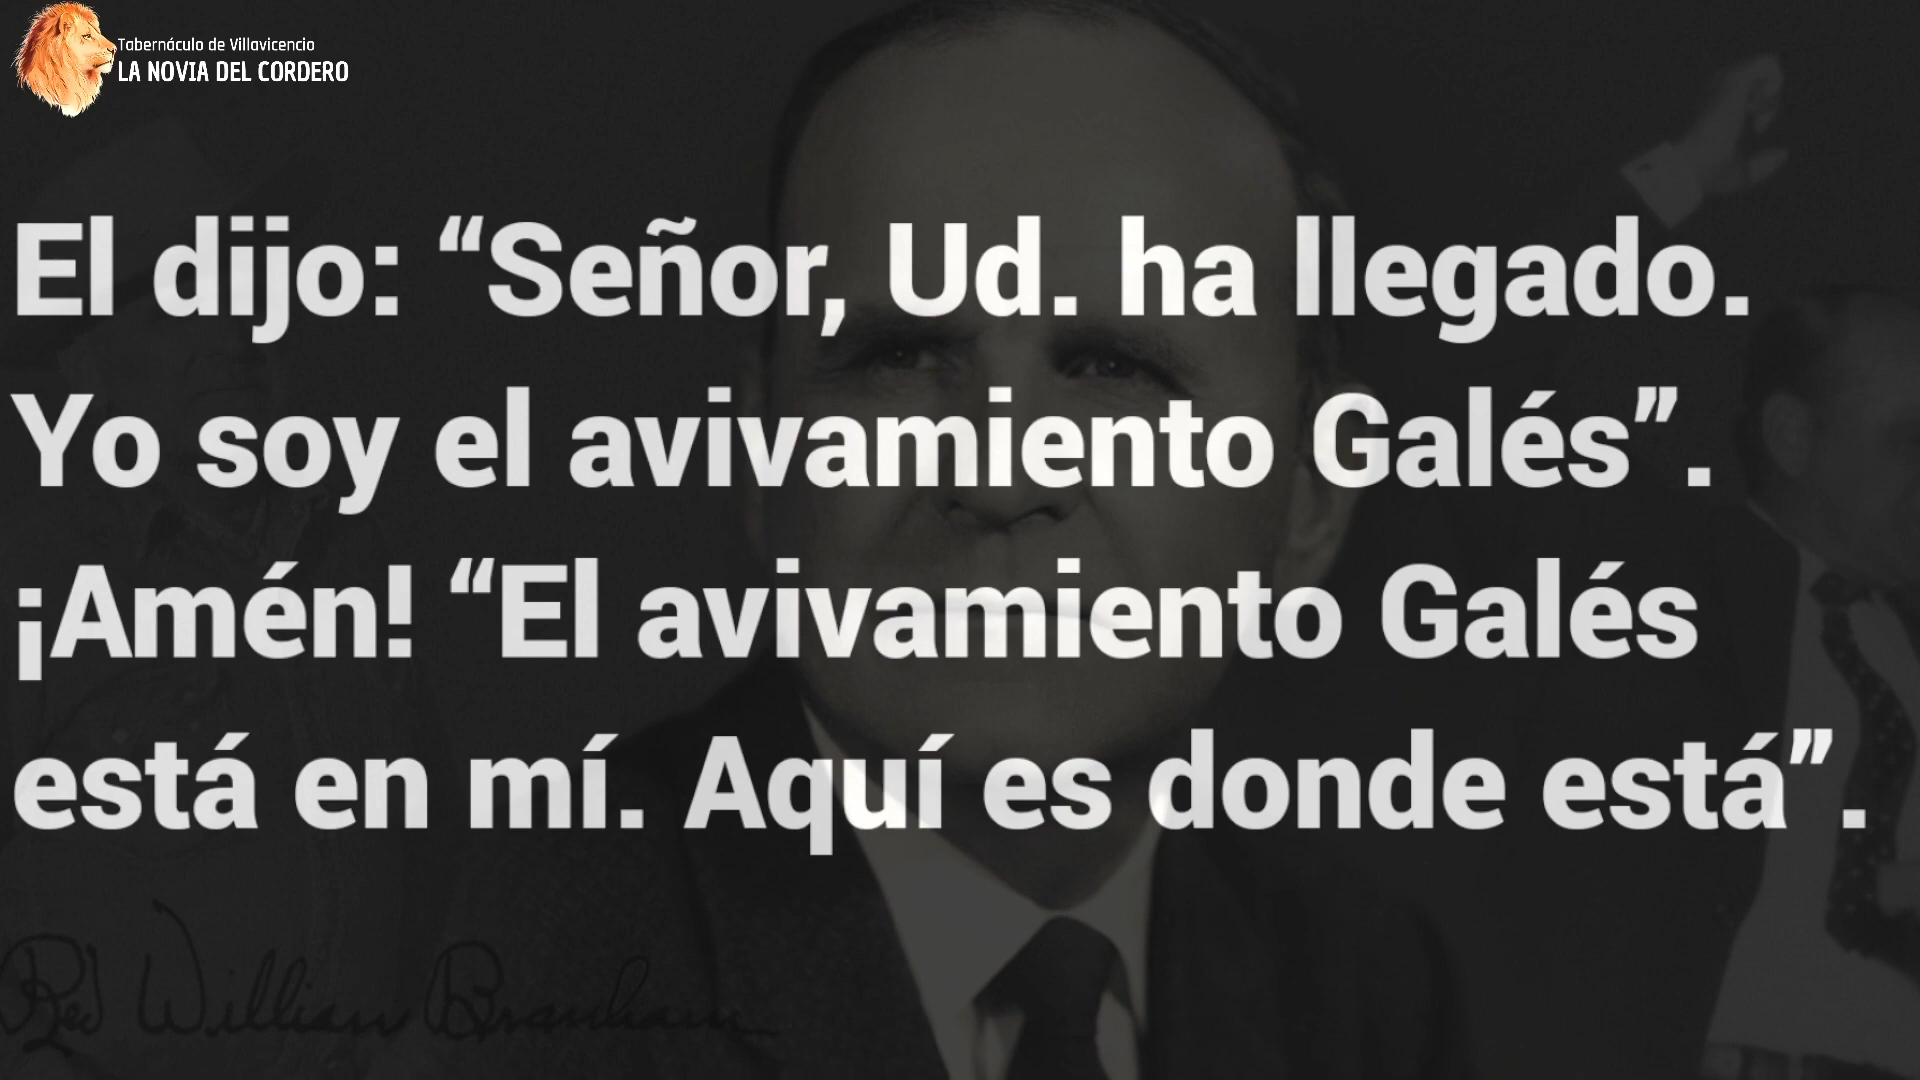 Tabernáculo de Villavicencio
LA NOVIA DEL CORDERO
El dijo: “Señor, Ud. ha llegado.
Yo soy el avivamiento Galés”.
¡Amén! “El avivamiento Galés
está en mí. Aquí es donde está”.
Rev William Branham